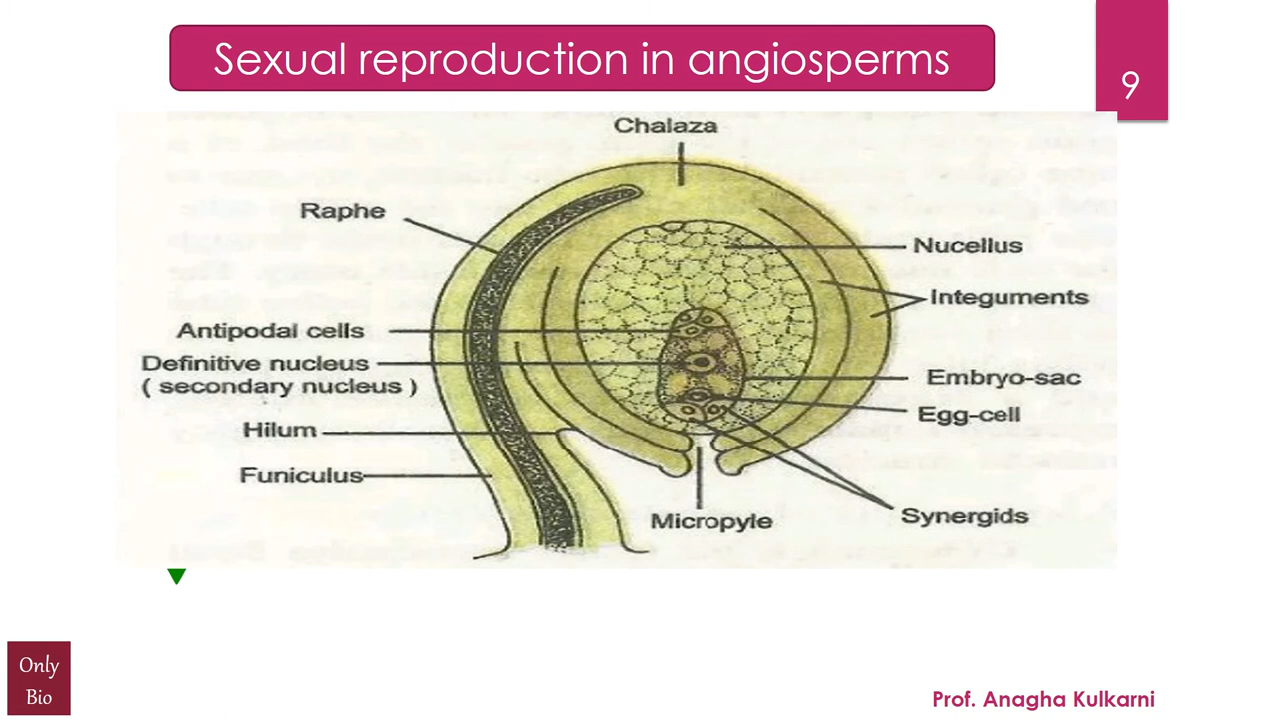 Sexual reproduction in angiosperms
9
Chalaza
Raphe
Nucellus
Integuments
Antipodal cells
Definitive nucleus
( secondary nucleus )
Embryo-sac
Egg-cell
Hilum
Funiculus
Micropyle
Synergids
Only
Bio
Prof. Anagha Kulkarni